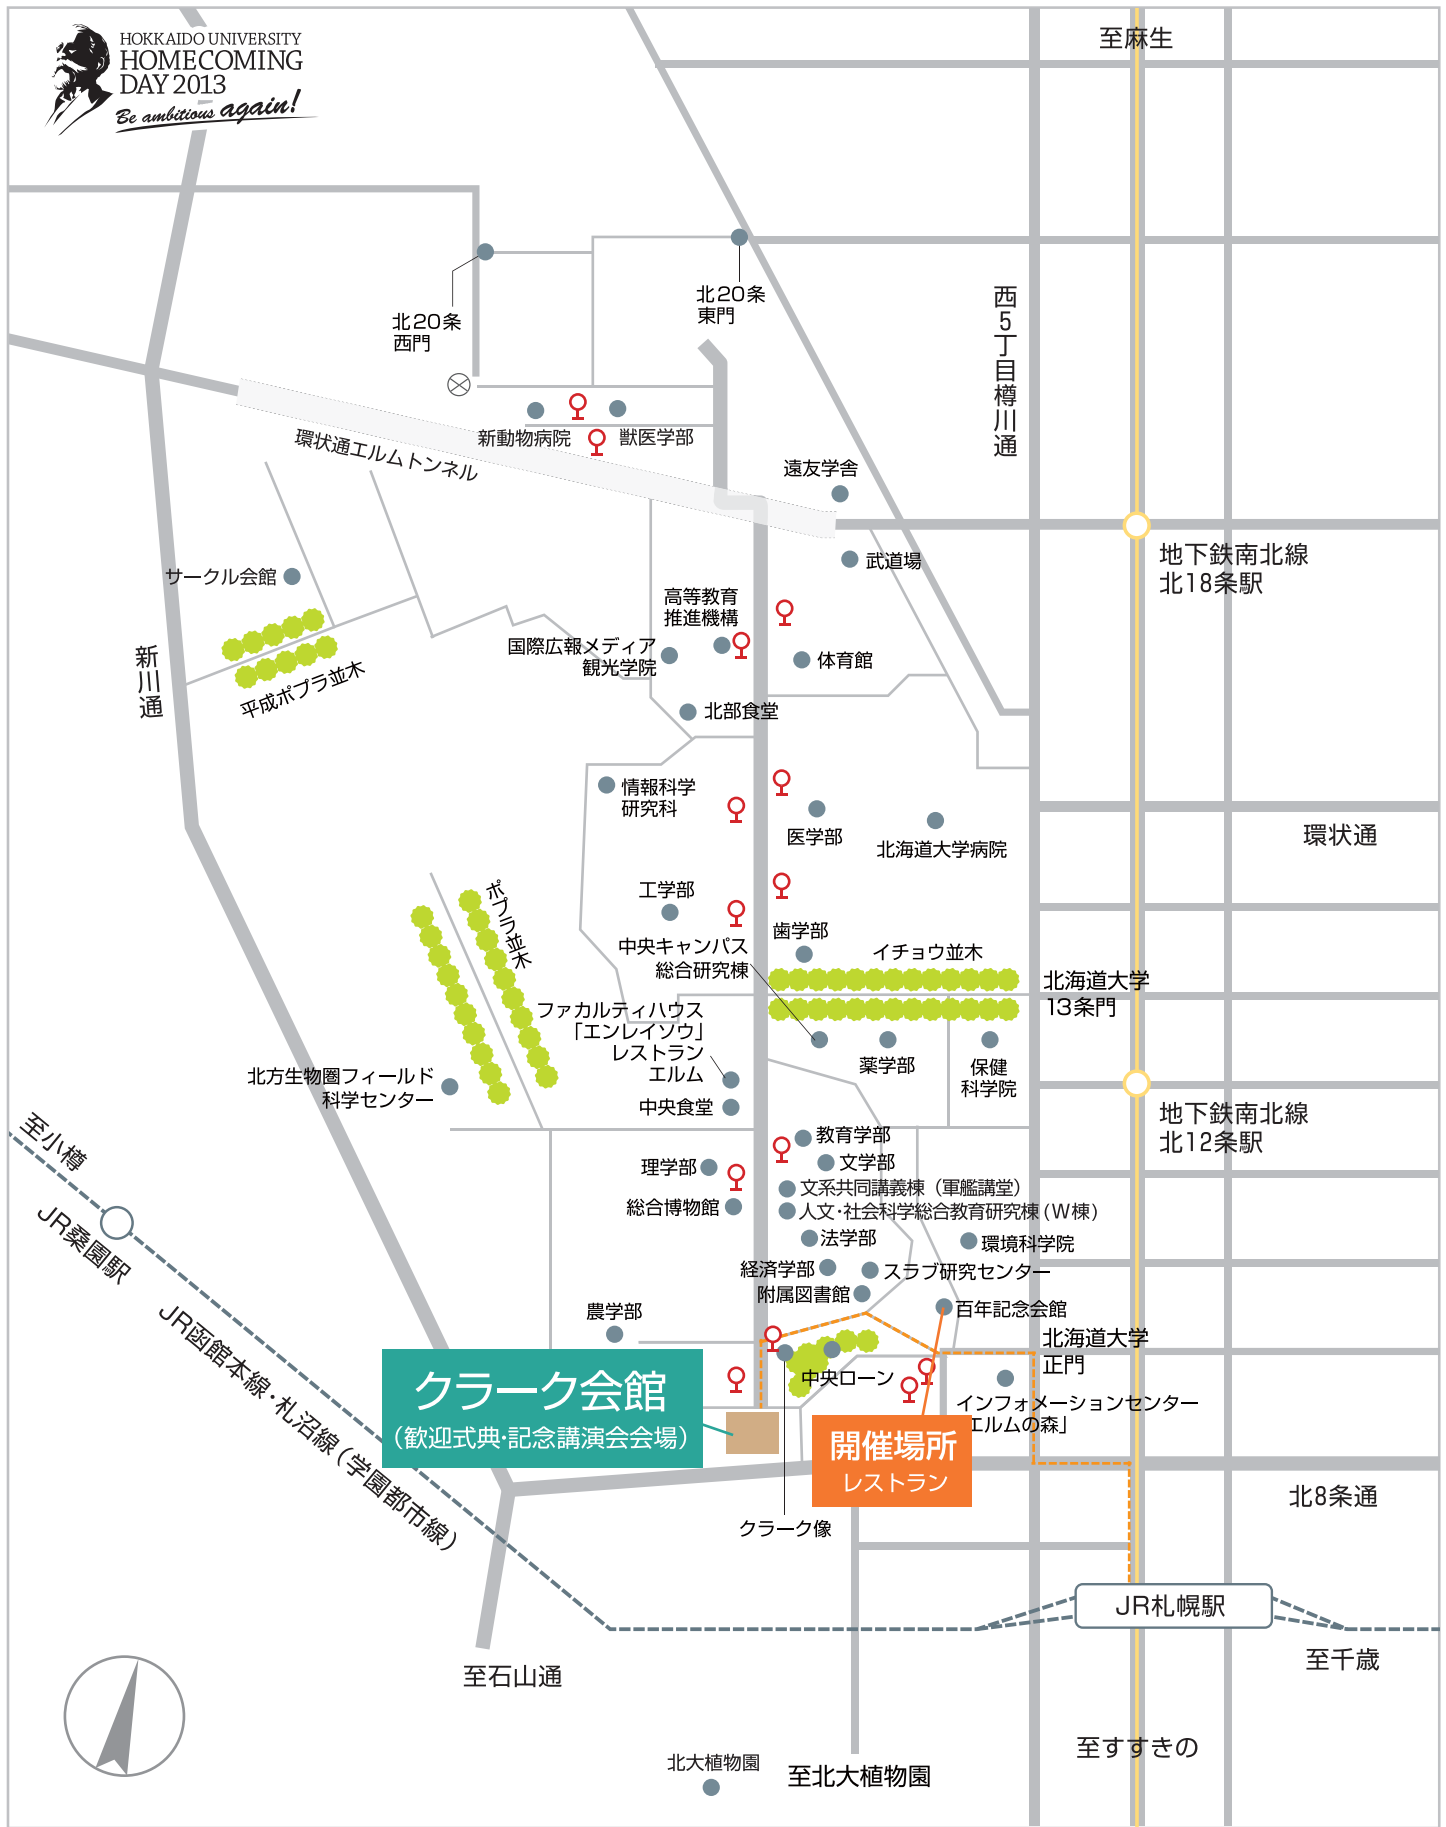 HOKKAIDO UNIVERSITY
HOMECOMING
DAY 2013
Be ambitious again!
至麻生
北20条
西門
北20条
東門
西5丁目樽川通
新動物病院
獣医学部
環状通エルムトンネル
遠友学舎
武道場
地下鉄南北線
北18条駅
サークル会館
高等教育
推進機構
国際広報メディア
観光学院
体育館
新川通
平成ポプラ並木
北部食堂
情報科学
研究科
医学部
北海道大学病院
環状通
工学部
ポプラ並木
歯学部
中央キャンパス
総合研究棟
イチョウ並木
北海道大学
13条門
ファカルティハウス
「エンレイソウ」
レストラン
エルム
薬学部
保健
科学院
北方生物圏フィールド
科学センター
中央食堂
地下鉄南北線
北12条駅
至小樽
教育学部
文学部
理学部
文系共同講義棟（軍艦講堂）
総合博物館
人文・社会科学総合教育研究棟（W棟）
JR桑園駅
法学部
環境科学院
経済学部
スラブ研究センター
附属図書館
百年記念会館
農学部
北海道大学
正門
JR函館本線・札沼線（学園都市線）
クラーク会館
（歓迎式典・記念講演会会場）
中央ローン
インフォメーションセンター
エルムの森」
開催場所
レストラン
北8条通
クラーク像
JR札幌駅
至千歳
至石山通
至すすきの
北大植物園
至北大植物園